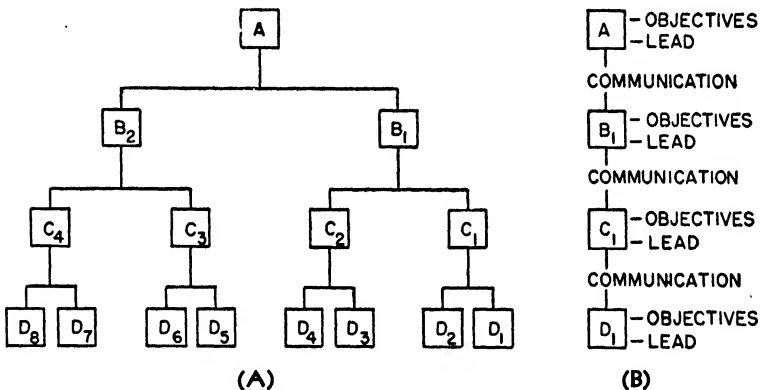 A
B₂ B₁
C₄ C₃ C₂ C₁
D₈ D₇ D₆ D₅ D₄ D₃ D₂ D₁
(A)
A -OBJECTIVES
-LEAD
COMMUNICATION
B₁ -OBJECTIVES
-LEAD
COMMUNICATION
C₁ -OBJECTIVES
-LEAD
COMMUNICATION
D₁ -OBJECTIVES
-LEAD
(B)